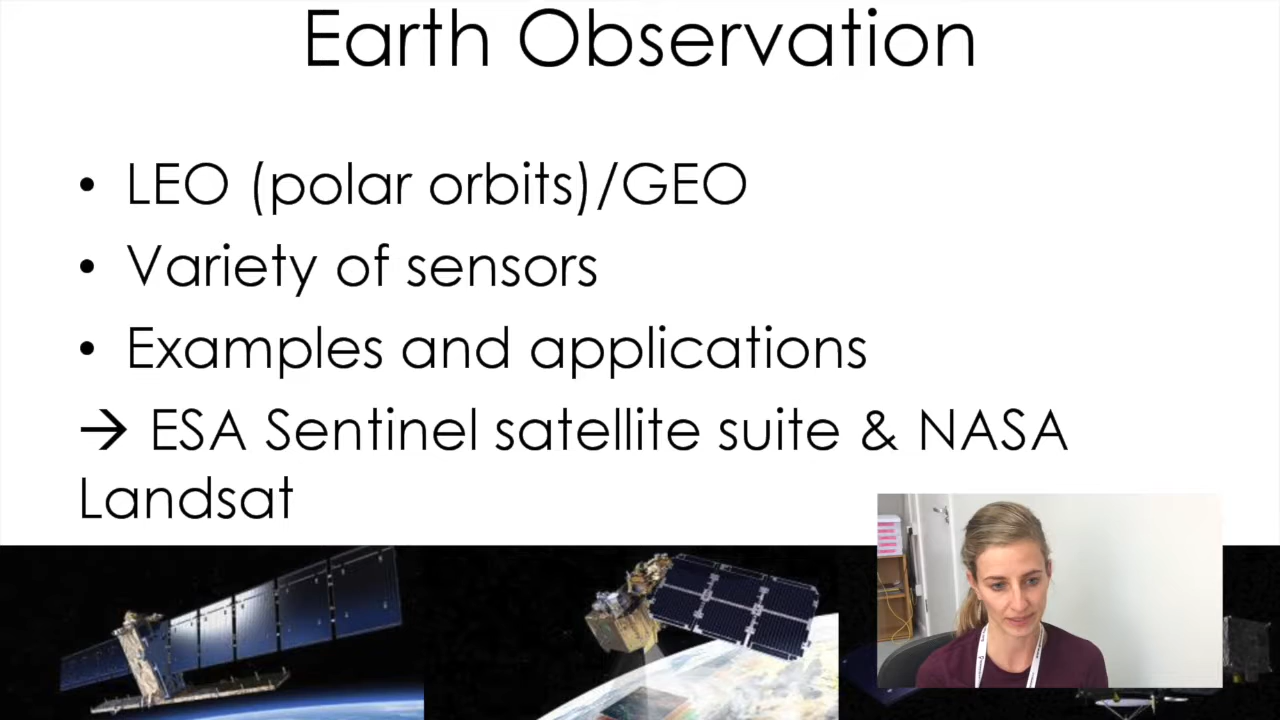 Earth Observation
• LEO (polar orbits)/GEO
• Variety of sensors
• Examples and applications
→ ESA Sentinel satellite suite & NASA
Landsat